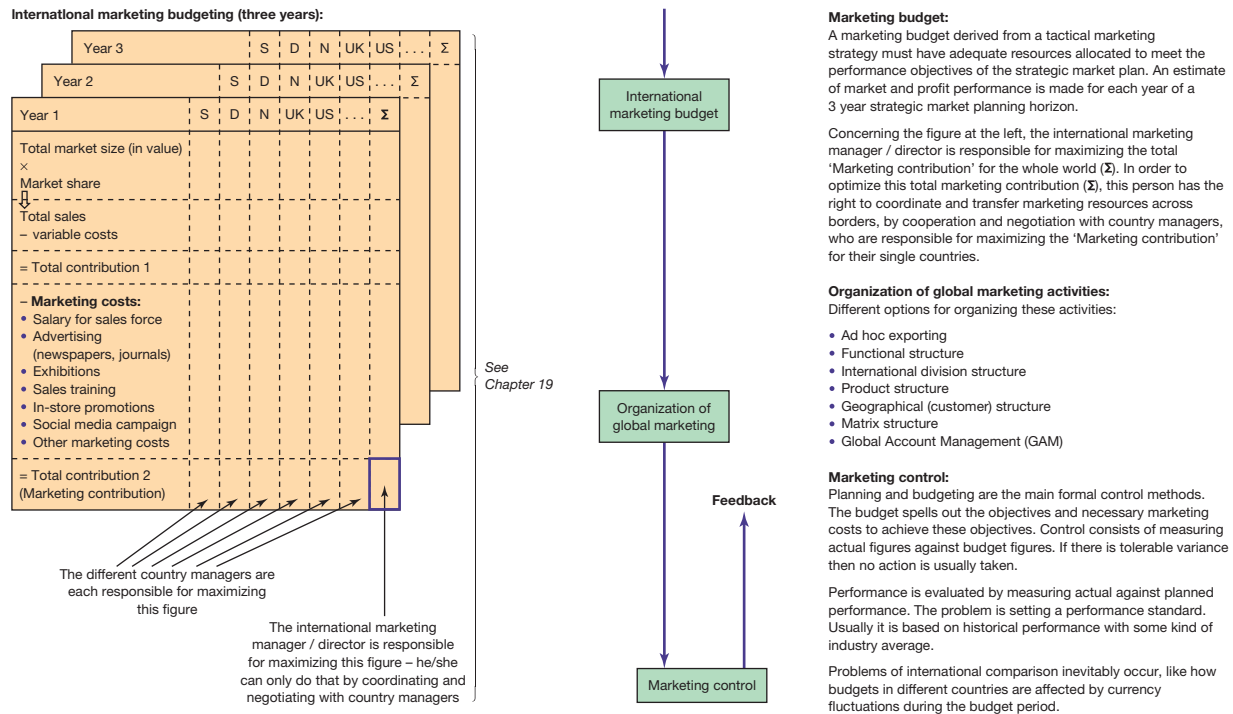 International marketing budgeting (three years):
Year 3 S D N UK US . . . Σ
Year 2 S D N UK US . . . Σ
Year 1 S D N UK US . . . Σ
Total market size (in value)
×
Market share
Total sales
– variable costs
= Total contribution 1
– Marketing costs:
• Salary for sales force
• Advertising
(newspapers, journals)
• Exhibitions
• Sales training
• In-store promotions
• Social media campaign
• Other marketing costs
= Total contribution 2
(Marketing contribution)
The different country managers are
each responsible for maximizing
this figure
The international marketing
manager / director is responsible
for maximizing this figure – he/she
can only do that by coordinating and
negotiating with country managers
See
Chapter 19
International
marketing budget
Organization of
global marketing
Feedback
Marketing control
Marketing budget:
A marketing budget derived from a tactical marketing
strategy must have adequate resources allocated to meet the
performance objectives of the strategic market plan. An estimate
of market and profit performance is made for each year of a
3 year strategic market planning horizon.
Concerning the figure at the left, the international marketing
manager / director is responsible for maximizing the total
‘Marketing contribution’ for the whole world (Σ). In order to
optimize this total marketing contribution (Σ), this person has the
right to coordinate and transfer marketing resources across
borders, by cooperation and negotiation with country managers,
who are responsible for maximizing the ‘Marketing contribution’
for their single countries.
Organization of global marketing activities:
Different options for organizing these activities:
• Ad hoc exporting
• Functional structure
• International division structure
• Product structure
• Geographical (customer) structure
• Matrix structure
• Global Account Management (GAM)
Marketing control:
Planning and budgeting are the main formal control methods.
The budget spells out the objectives and necessary marketing
costs to achieve these objectives. Control consists of measuring
actual figures against budget figures. If there is tolerable variance
then no action is usually taken.
Performance is evaluated by measuring actual against planned
performance. The problem is setting a performance standard.
Usually it is based on historical performance with some kind of
industry average.
Problems of international comparison inevitably occur, like how
budgets in different countries are affected by currency
fluctuations during the budget period.